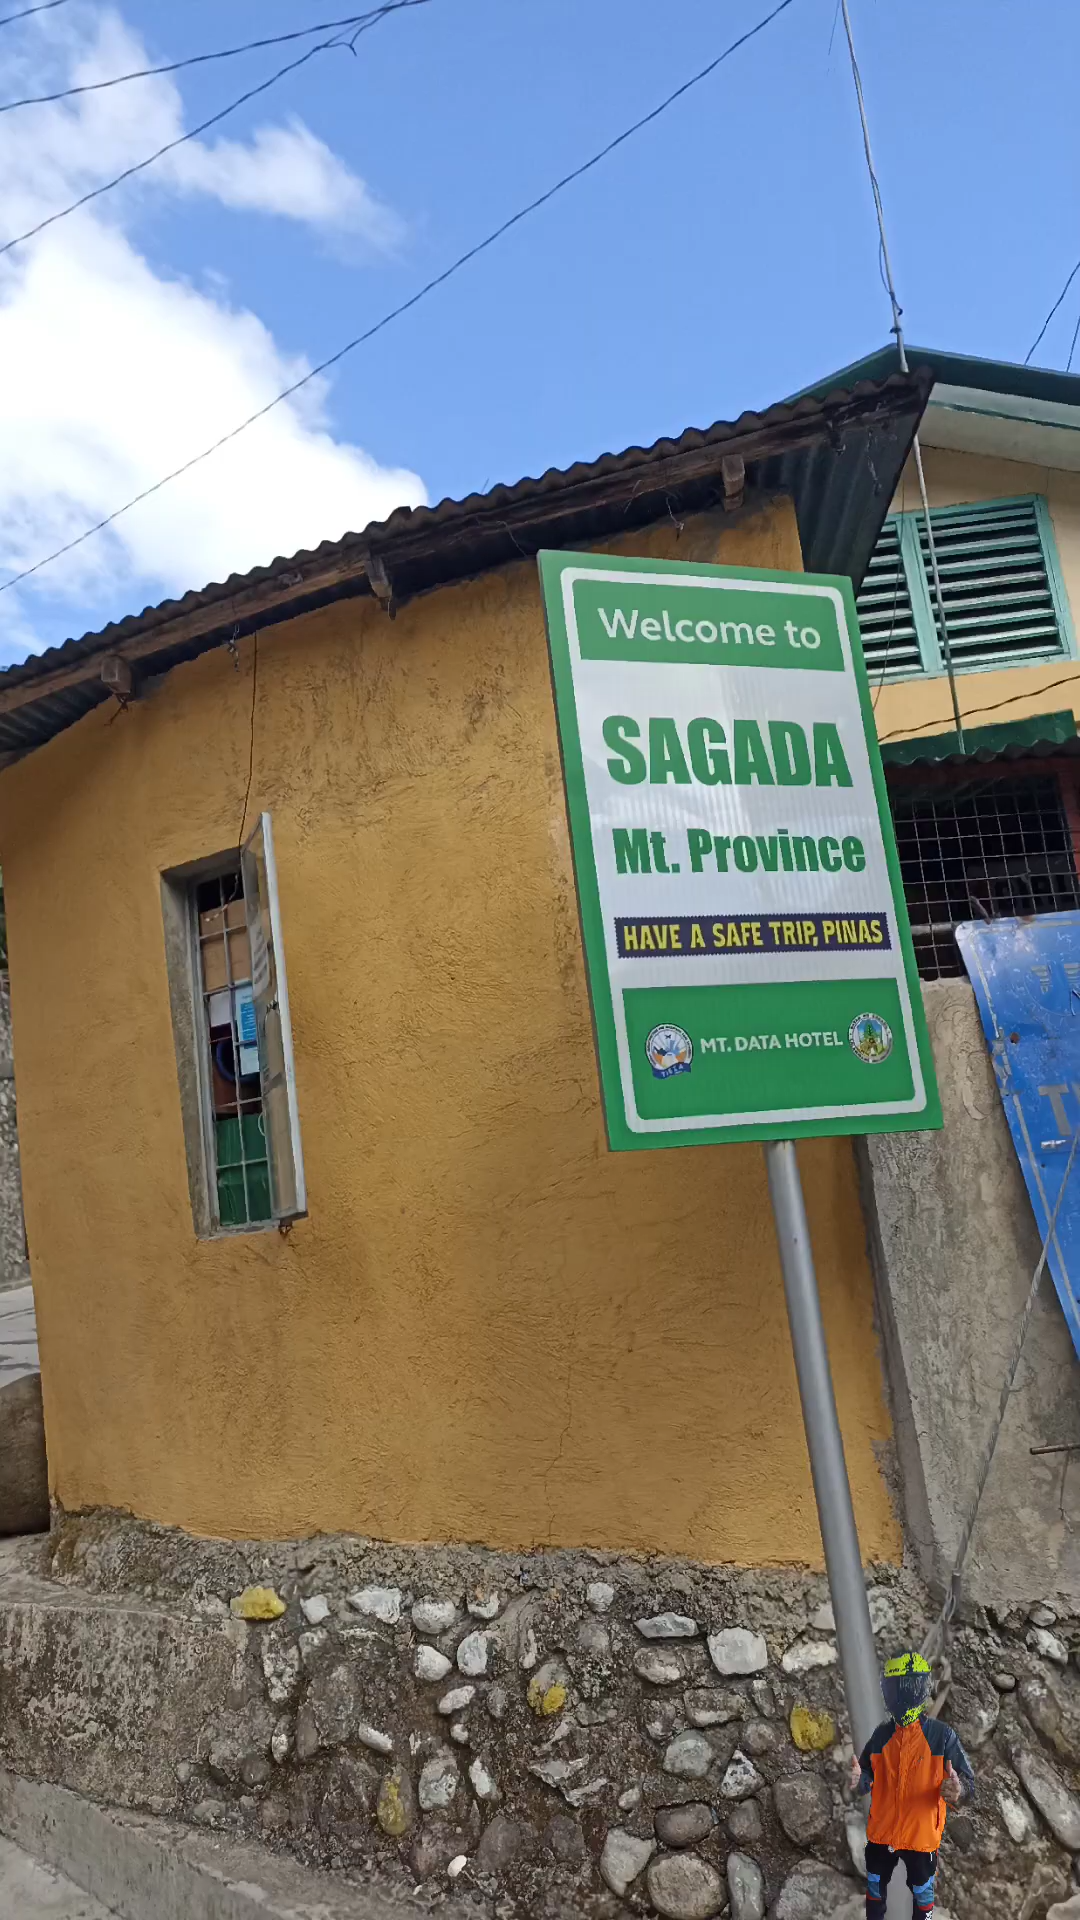 Welcome to
SAGADA
Mt. Province
HAVE A SAFE TRIP, PINAS
MT. DATA HOTEL